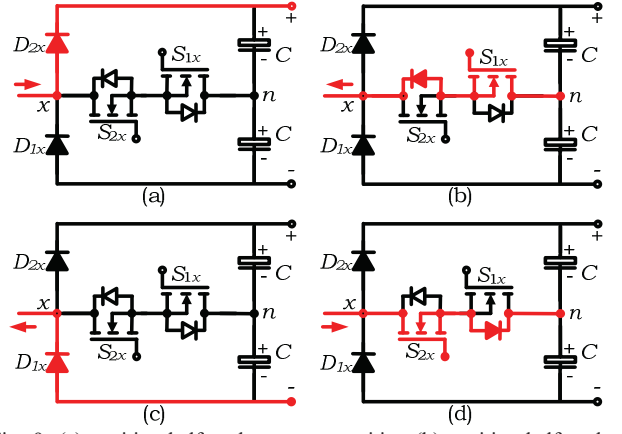 +
D2x
S1x
+
-
C
x
n
S2x
+
-
C
D1x
-
(a)
+
D2x
S1x
+
-
C
x
n
S2x
+
-
C
D1x
-
(b)
+
D2x
S1x
+
-
C
x
n
S2x
+
-
C
D1x
-
(c)
+
D2x
S1x
+
-
C
x
n
S2x
+
-
C
D1x
-
(d)